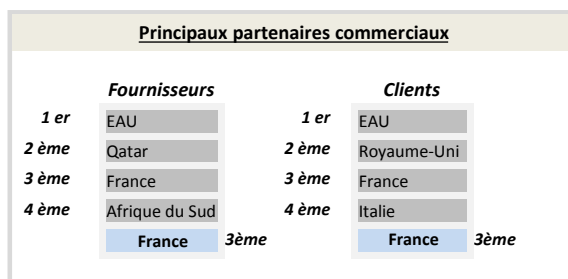 Principaux partenaires commerciaux
Fournisseurs Clients
1 er EAU 1 er EAU
2 ème Qatar 2 ème Royaume-Uni
3 ème France 3 ème France
4 ème Afrique du Sud 4 ème Italie
France 3ème France 3ème